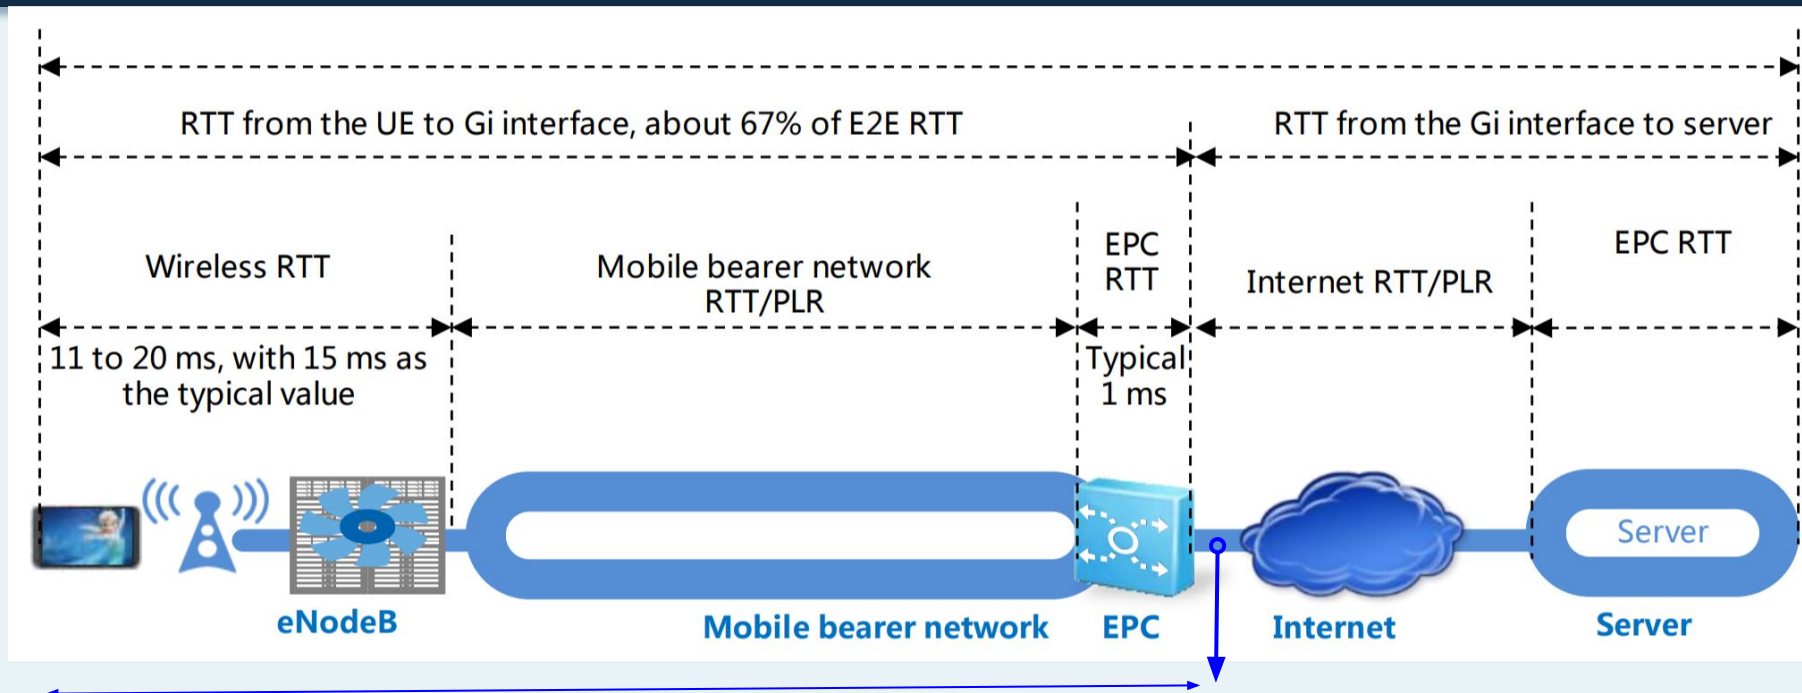 RTT from the UE to Gi interface, about 67% of E2E RTT
RTT from the Gi interface to server
Wireless RTT
Mobile bearer network
RTT/PLR
EPC
RTT
Internet RTT/PLR
EPC RTT
11 to 20 ms, with 15 ms as
the typical value
Typical
1 ms
Server
eNodeB
Mobile bearer network
EPC
Internet
Server